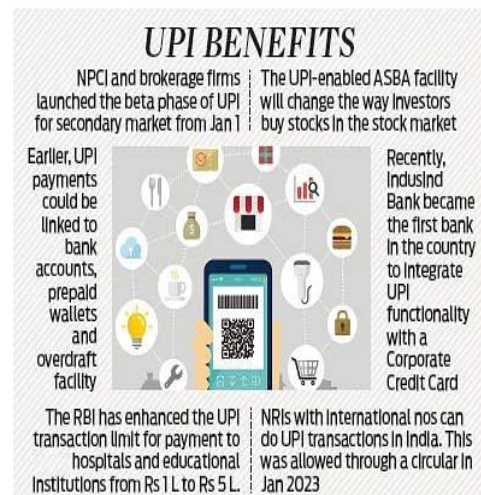 UPI BENEFITS
NPCI and brokerage firms
launched the beta phase of UPI
for secondary market from Jan 1
The UPI-enabled ASBA facility
will change the way investors
buy stocks in the stock market
Earlier, UPI
payments
could be
linked to
bank
accounts,
prepaid
wallets
and
overdraft
facility
Recently,
IndusInd
Bank became
the first bank
in the country
to integrate
UPI
functionality
with a
Corporate
Credit Card
The RBI has enhanced the UPI
transaction limit for payment to
hospitals and educational
institutions from Rs 1 L to Rs 5 L.
NRIs with international nos can
do UPI transactions in India. This
was allowed through a circular in
Jan 2023